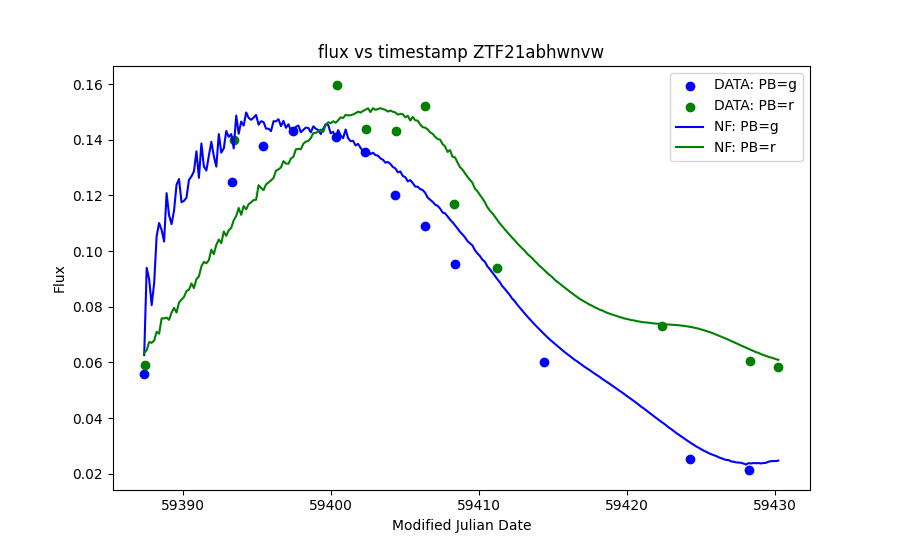 flux vs timestamp ZTF21abhwnvw
DATA: PB=g
DATA: PB=r
NF: PB=g
NF: PB=r
Flux
0.16
0.14
0.12
0.10
0.08
0.06
0.04
0.02
59390
59400
59410
59420
59430
Modified Julian Date